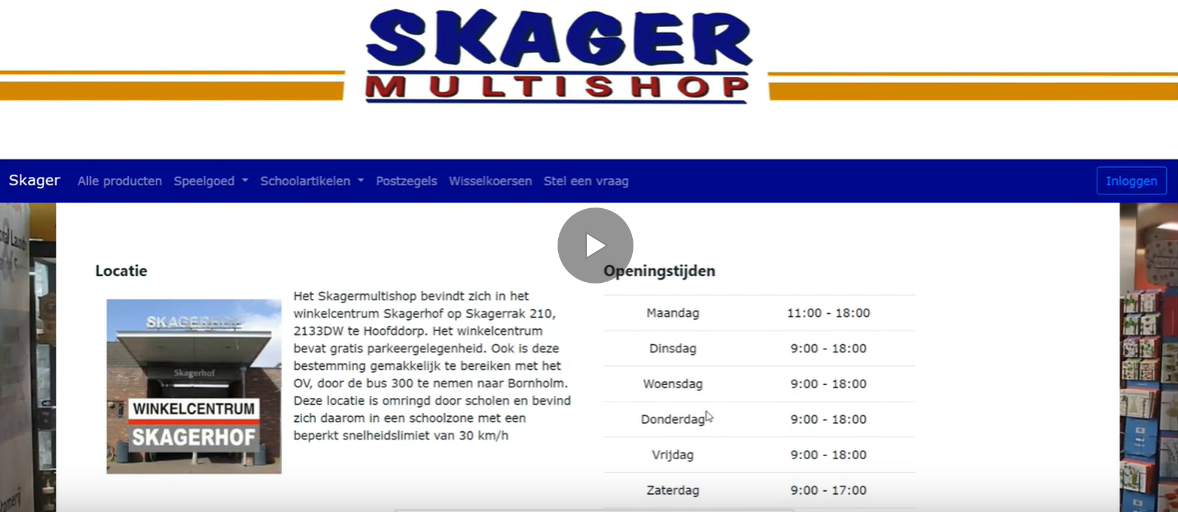 SKAGER
MULTISHOP
Skager Alle producten Speelgoed Schoolartikelen Postzegels Wisselkoersen Stel een vraag Inloggen
Locatie
SKAGERHOF
Skagerhof
WINKELCENTRUM
SKAGERHOF
Het Skagermultishop bevindt zich in het
winkelcentrum Skagerhof op Skagerrak 210,
2133DW te Hoofddorp. Het winkelcentrum
bevat gratis parkeergelegenheid. Ook is deze
bestemming gemakkelijk te bereiken met het
OV, door de bus 300 te nemen naar Bornholm.
Deze locatie is omringd door scholen en bevind
zich daarom in een schoolzone met een
beperkt snelheidslimiet van 30 km/h
Openingstijden
Maandag 11:00 - 18:00
Dinsdag 9:00 - 18:00
Woensdag 9:00 - 18:00
Donderdag 9:00 - 18:00
Vrijdag 9:00 - 18:00
Zaterdag 9:00 - 17:00